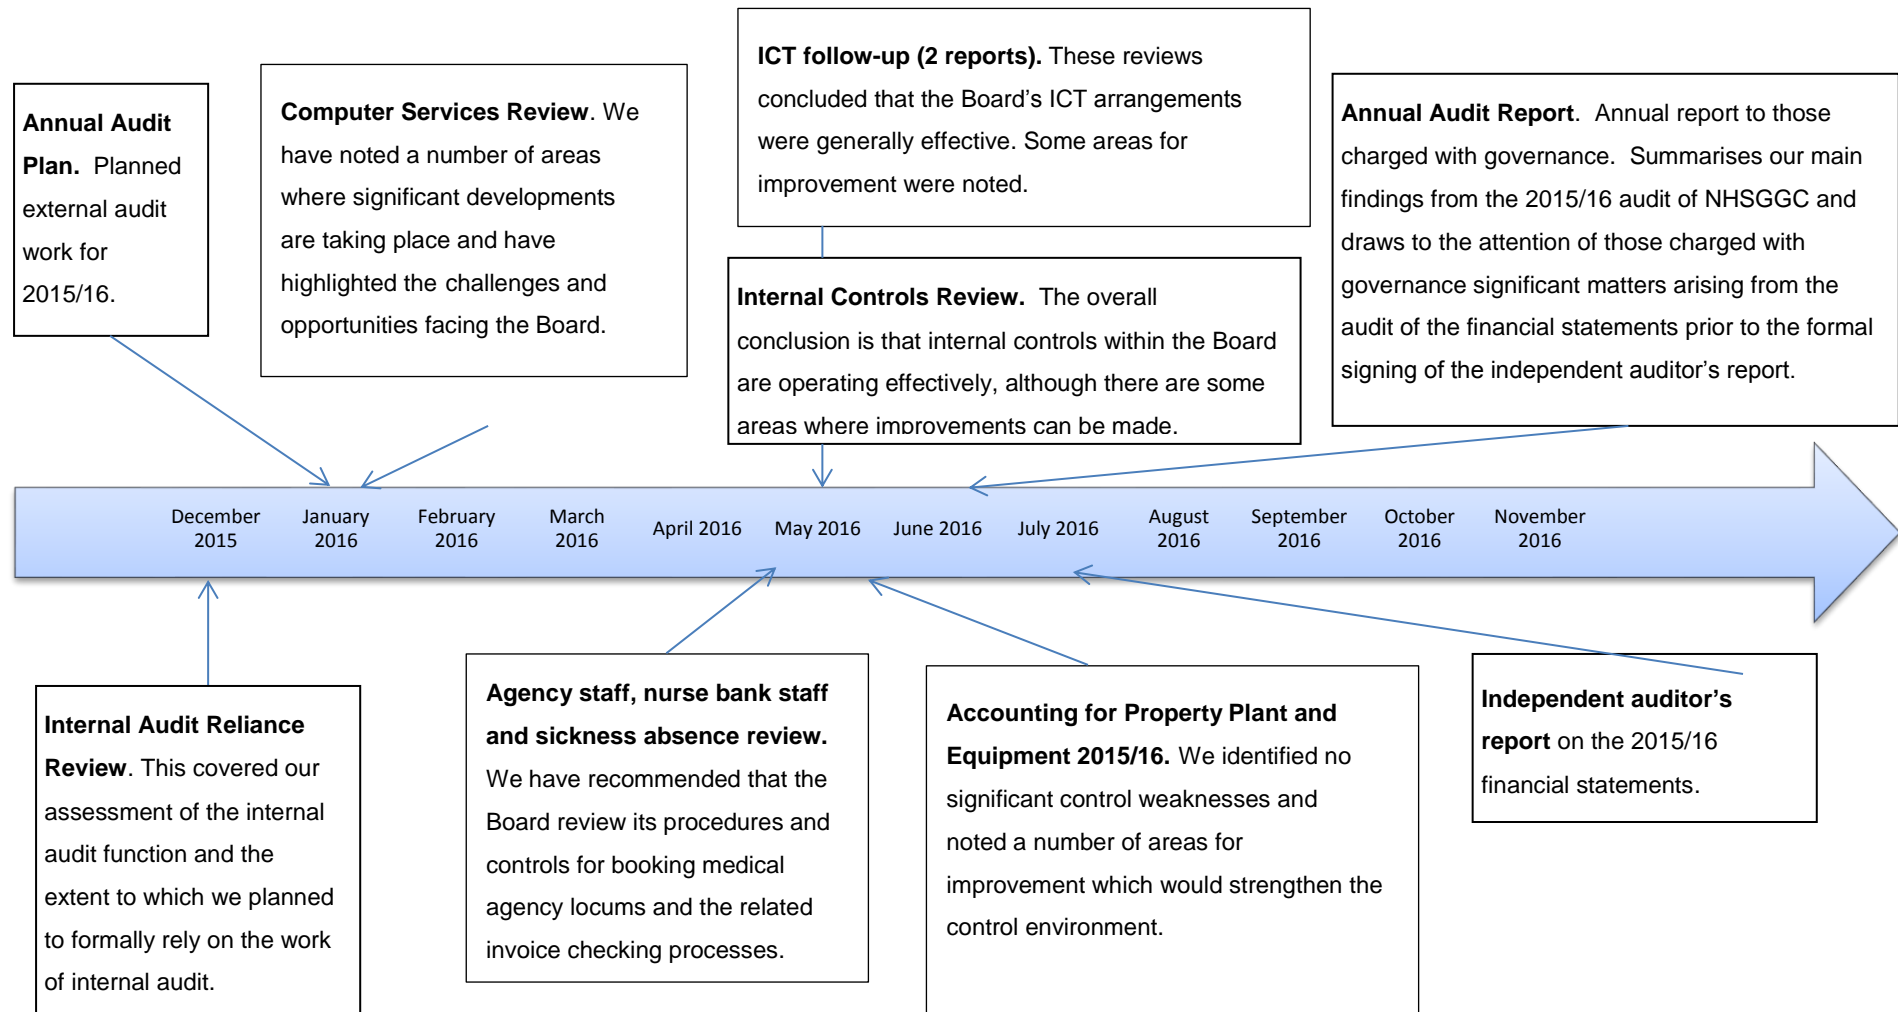 Annual Audit
Plan.  Planned
external audit
work for
2015/16.
Computer Services Review. We
have noted a number of areas
where significant developments
are taking place and have
highlighted the challenges and
opportunities facing the Board.
ICT follow-up (2 reports). These reviews
concluded that the Board’s ICT arrangements
were generally effective. Some areas for
improvement were noted.
Internal Controls Review.  The overall
conclusion is that internal controls within the Board
are operating effectively, although there are some
areas where improvements can be made.
Annual Audit Report.  Annual report to those
charged with governance.  Summarises our main
findings from the 2015/16 audit of NHSGGC and
draws to the attention of those charged with
governance significant matters arising from the
audit of the financial statements prior to the formal
signing of the independent auditor’s report.
December
2015
January
2016
February
2016
March
2016
April 2016
May 2016
June 2016
July 2016
August
2016
September
2016
October
2016
November
2016
Internal Audit Reliance
Review. This covered our
assessment of the internal
audit function and the
extent to which we planned
to formally rely on the work
of internal audit.
Agency staff, nurse bank staff
and sickness absence review.
We have recommended that the
Board review its procedures and
controls for booking medical
agency locums and the related
invoice checking processes.
Accounting for Property Plant and
Equipment 2015/16. We identified no
significant control weaknesses and
noted a number of areas for
improvement which would strengthen the
control environment.
Independent auditor’s
report on the 2015/16
financial statements.